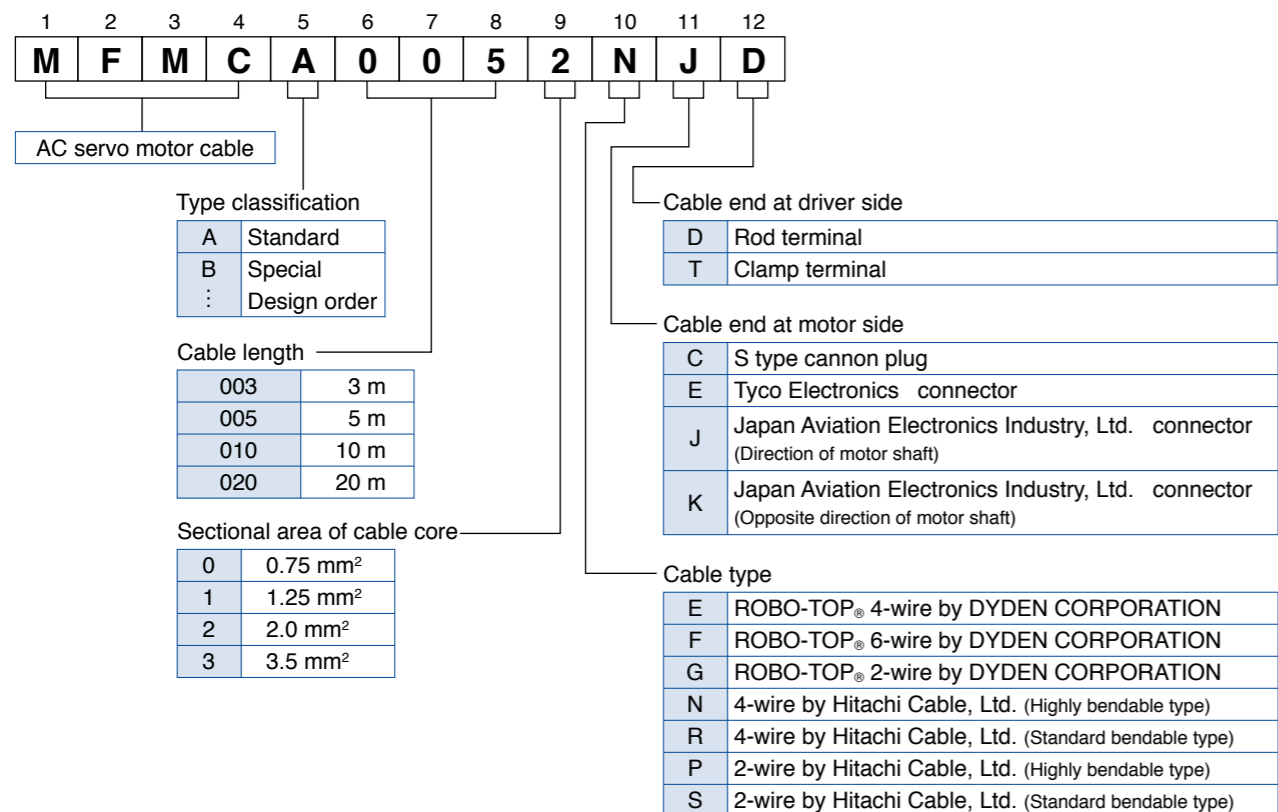 1 2 3 4 5 6 7 8 9 10 11 12
M F M C A 0 0 5 2 N J D
AC servo motor cable
Type classification
A Standard
B Special
⋮ Design order
Cable length
003 3 m
005 5 m
010 10 m
020 20 m
Sectional area of cable core
0 0.75 mm²
1 1.25 mm²
2 2.0 mm²
3 3.5 mm²
Cable end at driver side
D Rod terminal
T Clamp terminal
Cable end at motor side
C S type cannon plug
E Tyco Electronics connector
J Japan Aviation Electronics Industry, Ltd. connector
(Direction of motor shaft)
K Japan Aviation Electronics Industry, Ltd. connector
(Opposite direction of motor shaft)
Cable type
E ROBO-TOP® 4-wire by DYDEN CORPORATION
F ROBO-TOP® 6-wire by DYDEN CORPORATION
G ROBO-TOP® 2-wire by DYDEN CORPORATION
N 4-wire by Hitachi Cable, Ltd. (Highly bendable type)
R 4-wire by Hitachi Cable, Ltd. (Standard bendable type)
P 2-wire by Hitachi Cable, Ltd. (Highly bendable type)
S 2-wire by Hitachi Cable, Ltd. (Standard bendable type)